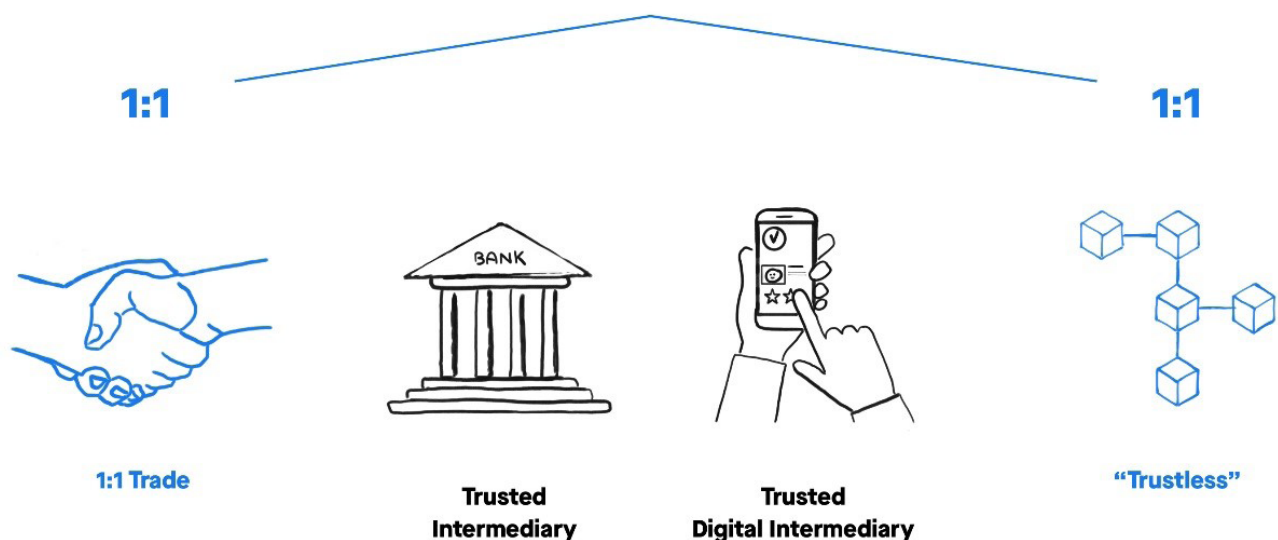 1:1
1:1
BANK
1:1 Trade
Trusted
Intermediary
Trusted
Digital Intermediary
“Trustless”